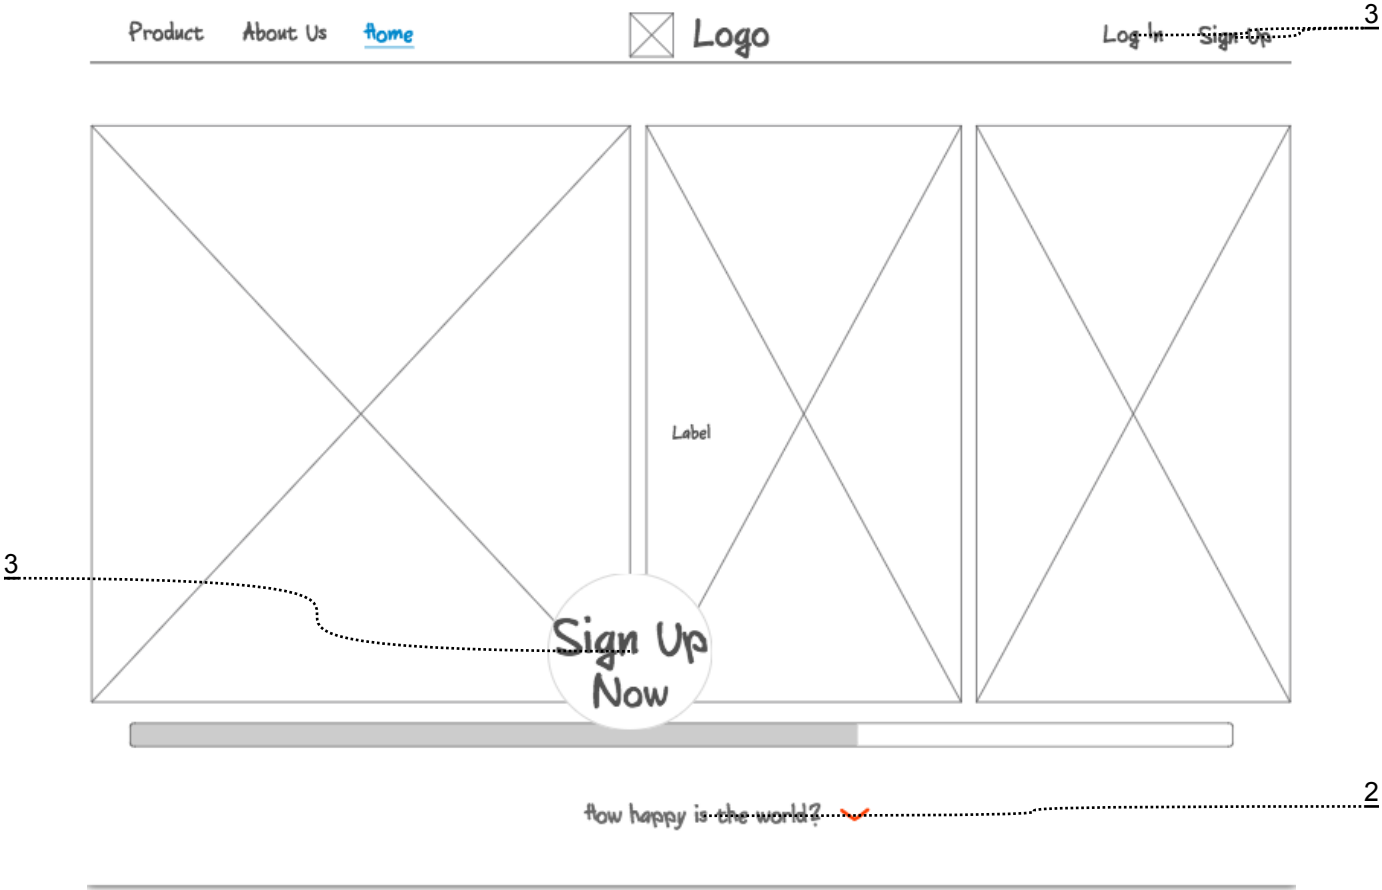 Product About Us Home Logo Log In Sign Up 3
Label
3
Sign Up
Now
How happy is the world? 2